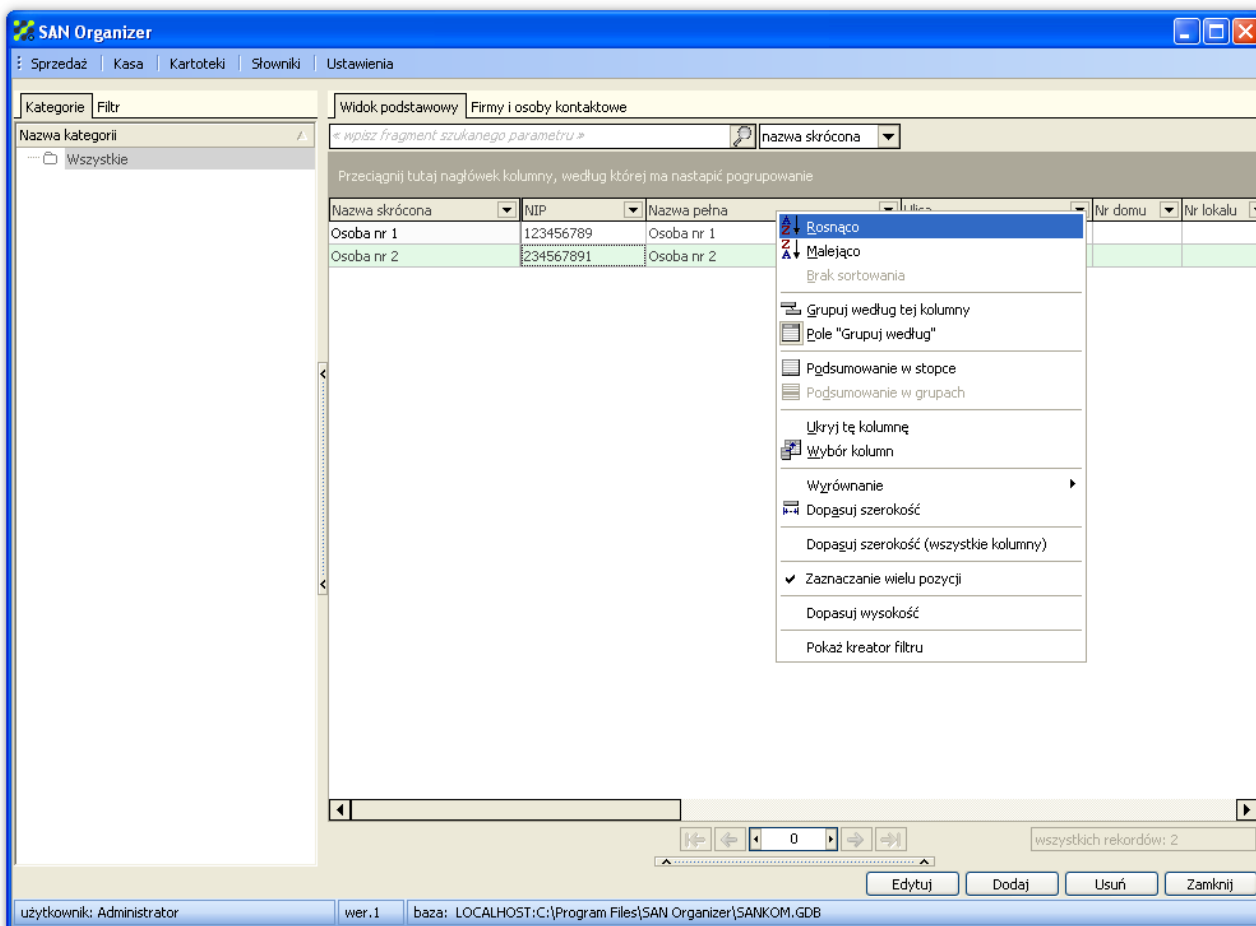 SAN Organizer
Sprzedaż Kasa Kartoteki Słowniki Ustawienia
Kategorie Filtr
Widok podstawowy Firmy i osoby kontaktowe
Nazwa kategorii
« wpisz fragment szukanego parametru » nazwa skrócona
Wszystkie
Przeciągnij tutaj nagłówek kolumny, według której ma nastapić pogrupowanie
Nazwa skrócona NIP Nazwa pełna Ulica Nr domu Nr lokalu
Osoba nr 1 123456789 Osoba nr 1
Osoba nr 2 234567891 Osoba nr 2
Rosnąco
Malejąco
Brak sortowania
Grupuj według tej kolumny
Pole "Grupuj według"
Podsumowanie w stopce
Podsumowanie w grupach
Ukryj tę kolumnę
Wybór kolumn
Wyrównanie
Dopasuj szerokość
Dopasuj szerokość (wszystkie kolumny)
Zaznaczanie wielu pozycji
Dopasuj wysokość
Pokaż kreator filtru
0
wszystkich rekordów: 2
Edytuj Dodaj Usuń Zamknij
użytkownik: Administrator wer.1 baza: LOCALHOST:C:\Program Files\SAN Organizer\SANKOM.GDB